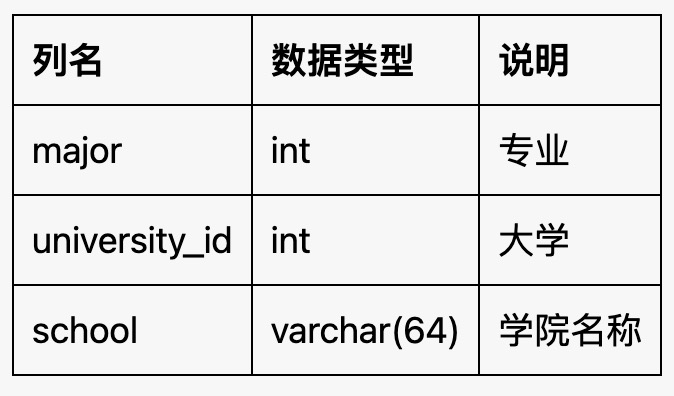 列名 数据类型 说明
major int 专业
university_id int 大学
school varchar(64) 学院名称